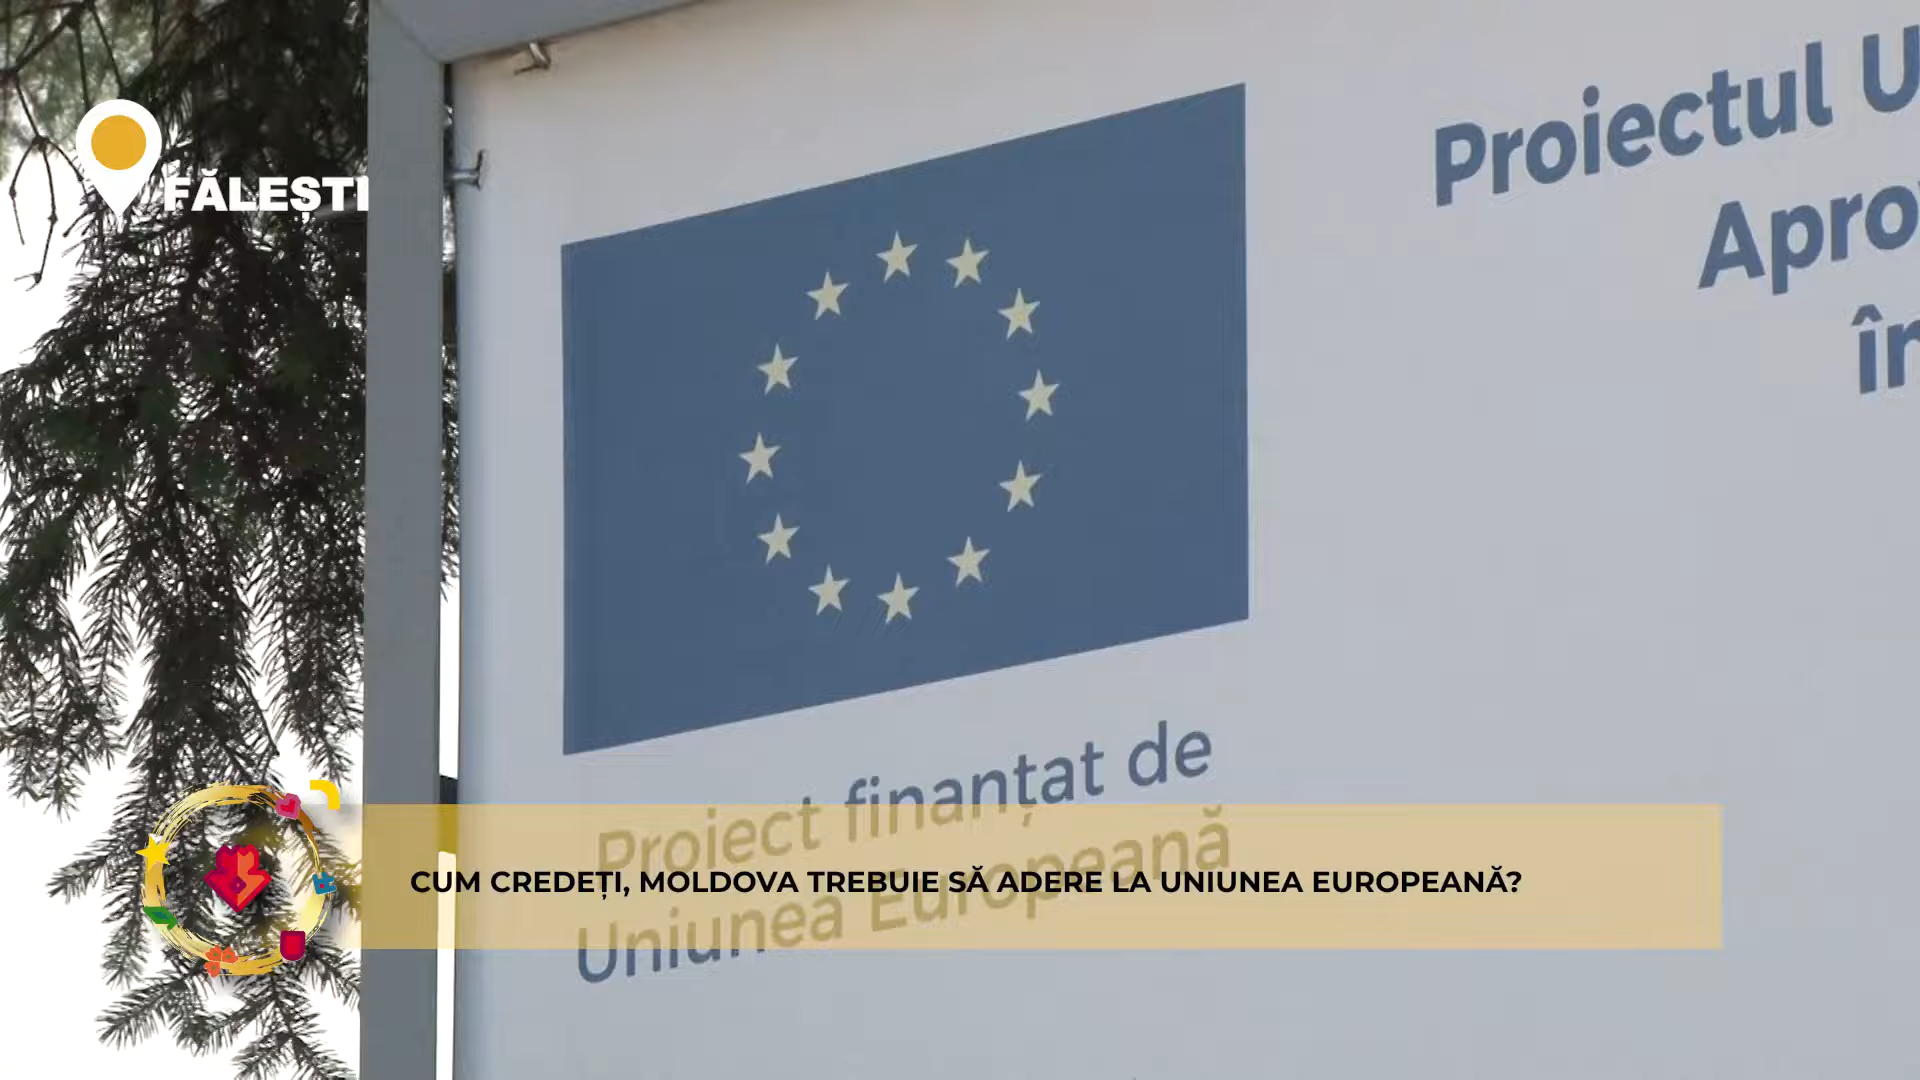 FĂLEȘTI
Proiectul U
Apro
în
Proiect finanțat de
Uniunea Europeană
CUM CREDEȚI, MOLDOVA TREBUIE SĂ ADERE LA UNIUNEA EUROPEANĂ?